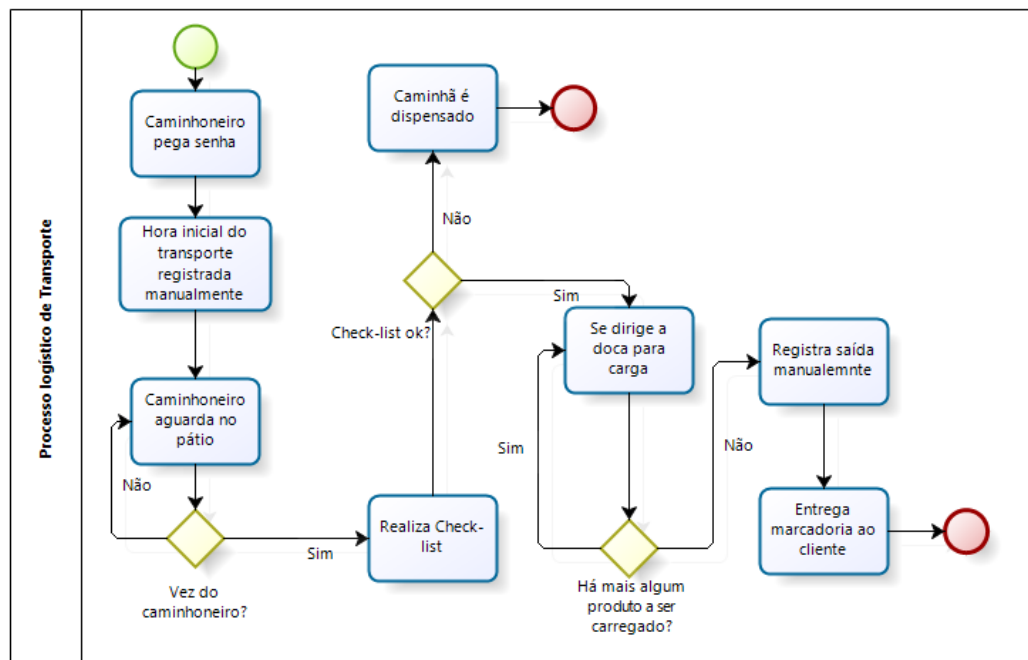 Processo logístico de Transporte
Caminhoneiro
pega senha
Hora inicial do
transporte
registrada
manualmente
Caminhoneiro
aguarda no
pátio
Não
Vez do
caminhoneiro?
Sim
Realiza Check-
list
Check-list ok?
Não
Caminhã é
dispensado
Sim
Se dirige a
doca para
carga
Sim
Há mais algum
produto a ser
carregado?
Não
Registra saída
manualemnte
Entrega
marcadoria ao
cliente